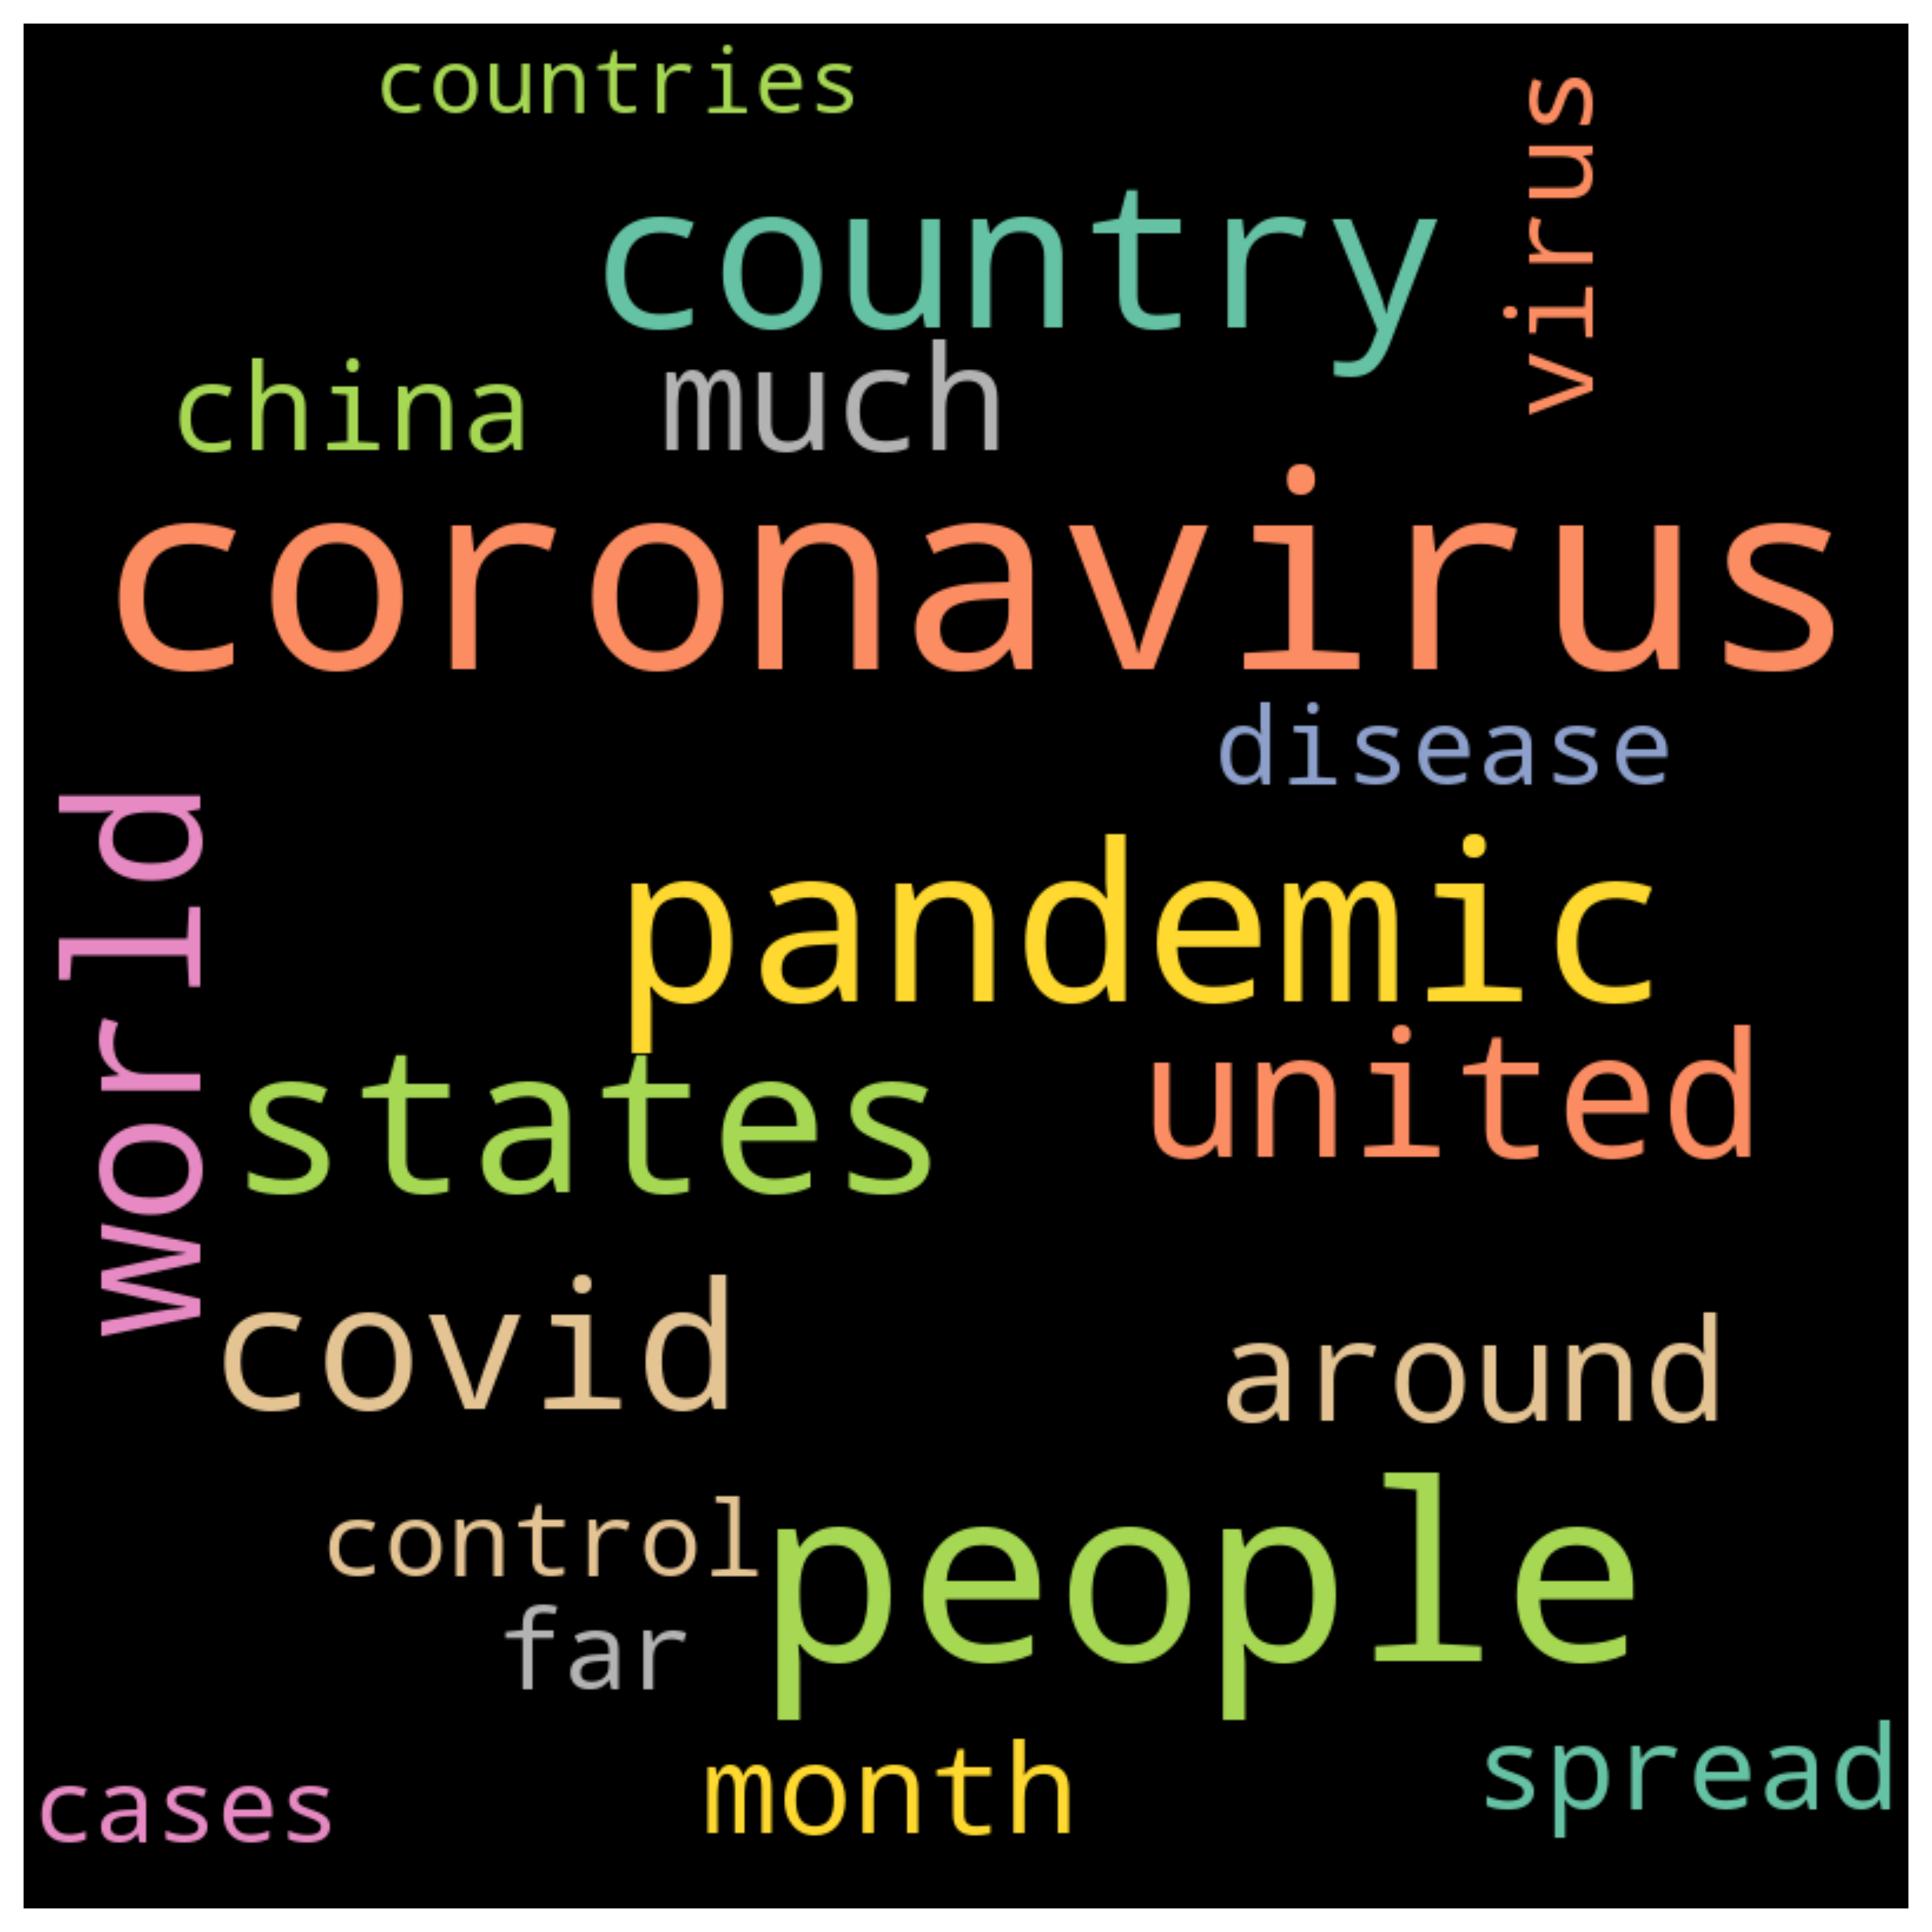 countries
virus
country
china
much
coronavirus
disease
world
pandemic
states
united
covid
around
control
people
far
cases
month
spread